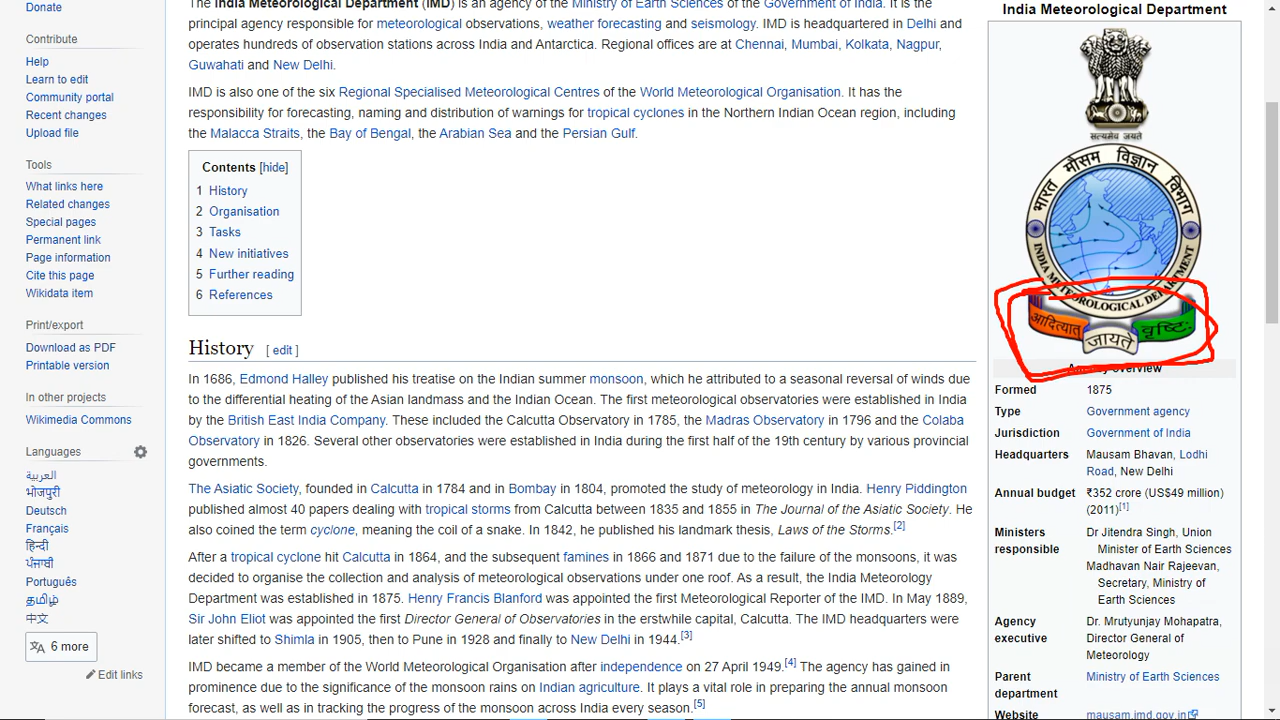 Donate
Contribute
Help
Learn to edit
Community portal
Recent changes
Upload file
Tools
What links here
Related changes
Special pages
Permanent link
Page information
Cite this page
Wikidata item
Print/export
Download as PDF
Printable version
In other projects
Wikimedia Commons
Languages
العربية
भोजपुरी
Deutsch
Français
हिन्दी
ਪੰਜਾਬੀ
Português
தமிழ்
中文
6 more
Edit links
The India Meteorological Department (IMD) is an agency of the Ministry of Earth Sciences of the Government of India. It is the
principal agency responsible for meteorological observations, weather forecasting and seismology. IMD is headquartered in Delhi and
operates hundreds of observation stations across India and Antarctica. Regional offices are at Chennai, Mumbai, Kolkata, Nagpur,
Guwahati and New Delhi.
IMD is also one of the six Regional Specialised Meteorological Centres of the World Meteorological Organisation. It has the
responsibility for forecasting, naming and distribution of warnings for tropical cyclones in the Northern Indian Ocean region, including
the Malacca Straits, the Bay of Bengal, the Arabian Sea and the Persian Gulf.
Contents [hide]
1 History
2 Organisation
3 Tasks
4 New initiatives
5 Further reading
6 References
History [ edit ]
In 1686, Edmond Halley published his treatise on the Indian summer monsoon, which he attributed to a seasonal reversal of winds due
to the differential heating of the Asian landmass and the Indian Ocean. The first meteorological observatories were established in India
by the British East India Company. These included the Calcutta Observatory in 1785, the Madras Observatory in 1796 and the Colaba
Observatory in 1826. Several other observatories were established in India during the first half of the 19th century by various provincial
governments.
The Asiatic Society, founded in Calcutta in 1784 and in Bombay in 1804, promoted the study of meteorology in India. Henry Piddington
published almost 40 papers dealing with tropical storms from Calcutta between 1835 and 1855 in The Journal of the Asiatic Society. He
also coined the term cyclone, meaning the coil of a snake. In 1842, he published his landmark thesis, Laws of the Storms.[2]
After a tropical cyclone hit Calcutta in 1864, and the subsequent famines in 1866 and 1871 due to the failure of the monsoons, it was
decided to organise the collection and analysis of meteorological observations under one roof. As a result, the India Meteorology
Department was established in 1875. Henry Francis Blanford was appointed the first Meteorological Reporter of the IMD. In May 1889,
Sir John Eliot was appointed the first Director General of Observatories in the erstwhile capital, Calcutta. The IMD headquarters were
later shifted to Shimla in 1905, then to Pune in 1928 and finally to New Delhi in 1944.[3]
IMD became a member of the World Meteorological Organisation after independence on 27 April 1949.[4] The agency has gained in
prominence due to the significance of the monsoon rains on Indian agriculture. It plays a vital role in preparing the annual monsoon
forecast, as well as in tracking the progress of the monsoon across India every season.[5]
India Meteorological Department
सत्यमेव जयते
भारत मौसम विज्ञान विभाग
INDIA METEOROLOGICAL DEPARTMENT
आदित्यात् जायते वृष्टिः
Agency overview
Formed 1875
Type Government agency
Jurisdiction Government of India
Headquarters Mausam Bhavan, Lodhi
Road, New Delhi
Annual budget ₹352 crore (US$49 million)
(2011)[1]
Ministers Dr Jitendra Singh, Union
responsible Minister of Earth Sciences
Madhavan Nair Rajeevan,
Secretary, Ministry of
Earth Sciences
Agency Dr. Mrutyunjay Mohapatra,
executive Director General of
Meteorology
Parent Ministry of Earth Sciences
department
Website mausam.imd.gov.in